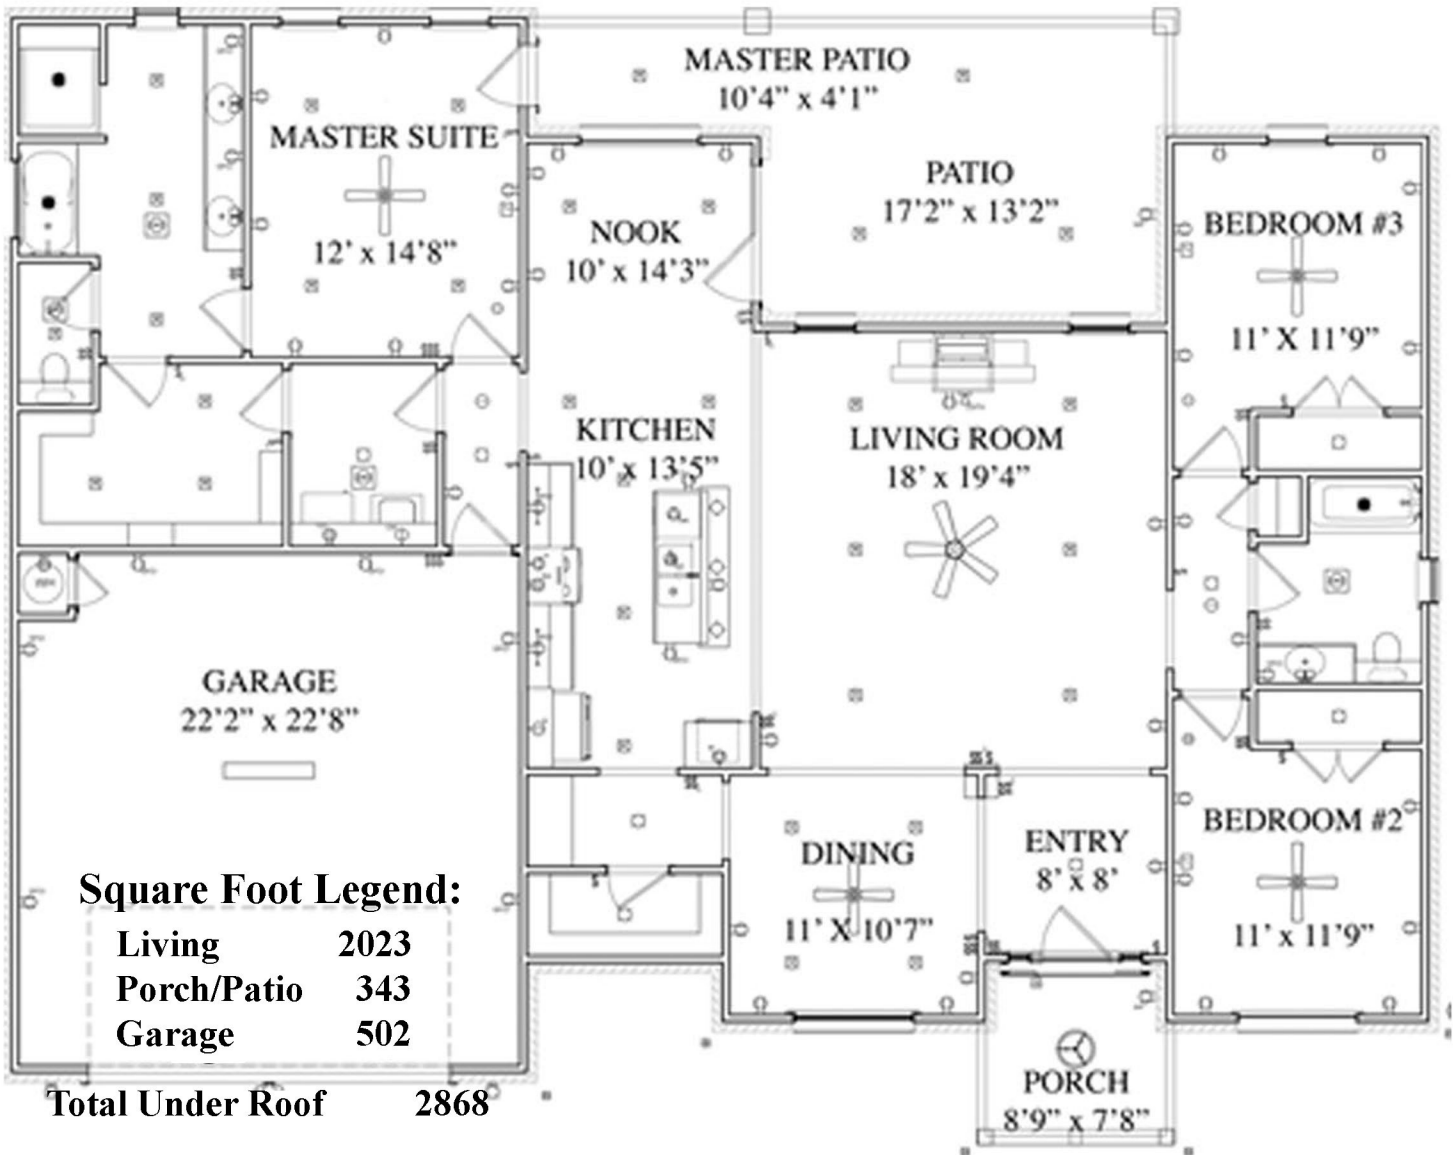 MASTER PATIO
10'4" x 4'1"
MASTER SUITE
12' x 14'8"
PATIO
17'2" x 13'2"
NOOK
10' x 14'3"
BEDROOM #3
11' X 11'9"
KITCHEN
10' x 13'5"
LIVING ROOM
18' x 19'4"
GARAGE
22'2" x 22'8"
DINING
11' X 10'7"
ENTRY
8' x 8'
BEDROOM #2
11' x 11'9"
Square Foot Legend:
Living 2023
Porch/Patio 343
Garage 502
Total Under Roof 2868
PORCH
8'9" x 7'8"